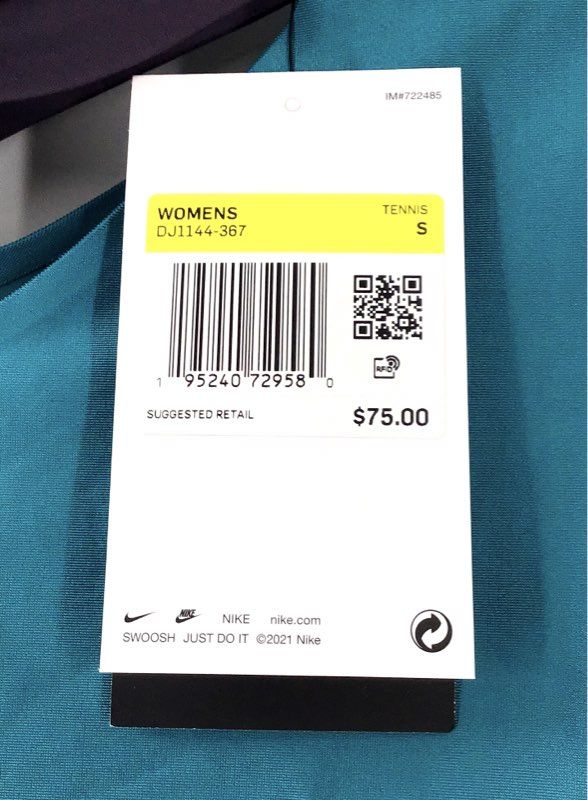 IM#722485
WOMENS TENNIS
DJ1144-367 S
1 95240 72958 0
RFID
SUGGESTED RETAIL $75.00
NIKE NIKE nike.com
SWOOSH JUST DO IT ©2021 Nike